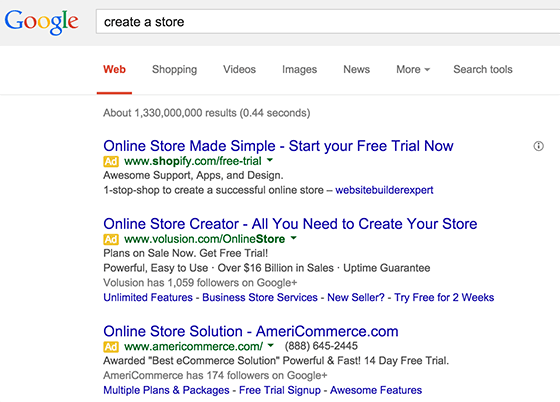 Google
create a store
Web Shopping Videos Images News More Search tools
About 1,330,000,000 results (0.44 seconds)
Online Store Made Simple - Start your Free Trial Now
Ad www.shopify.com/free-trial
Awesome Support, Apps, and Design.
1-stop-shop to create a successful online store – websitebuilderexpert
Online Store Creator - All You Need to Create Your Store
Ad www.volusion.com/OnlineStore
Plans on Sale Now. Get Free Trial!
Powerful, Easy to Use · Over $16 Billion in Sales · Uptime Guarantee
Volusion has 1,059 followers on Google+
Unlimited Features - Business Store Services - New Seller? - Try Free for 2 Weeks
Online Store Solution - AmeriCommerce.com
Ad www.americommerce.com/ (888) 645-2445
Awarded "Best eCommerce Solution" Powerful & Fast! 14 Day Free Trial.
AmeriCommerce has 174 followers on Google+
Multiple Plans & Packages - Free Trial Signup - Awesome Features